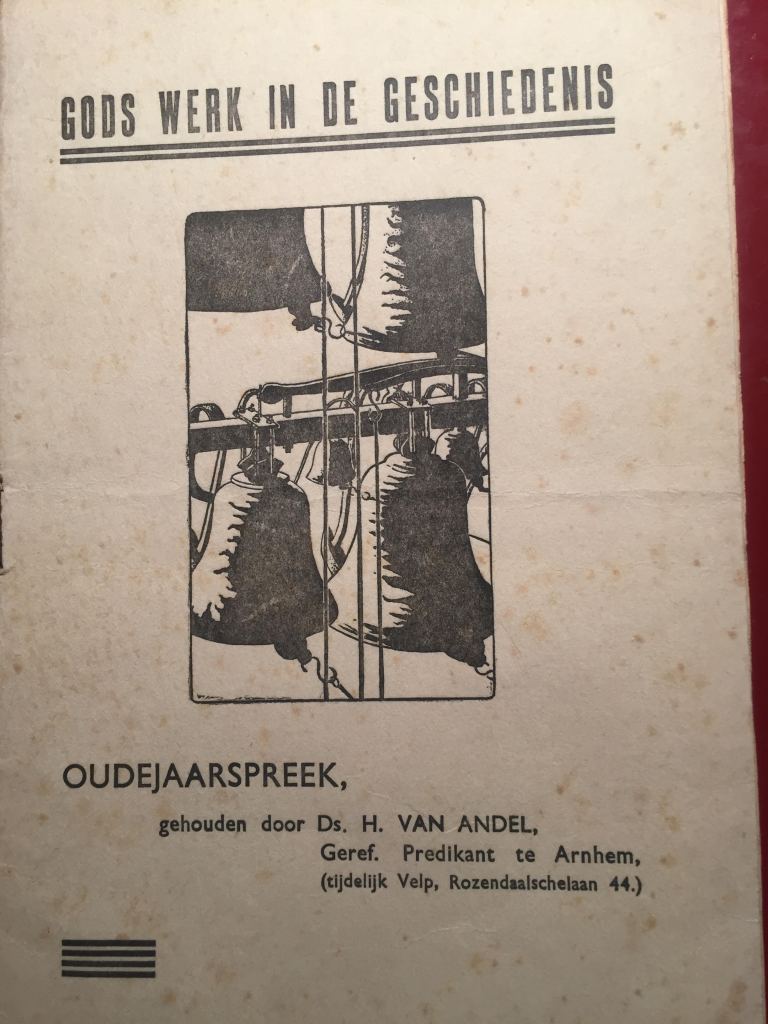 GODS WERK IN DE GESCHIEDENIS
OUDEJAARSPREEK,
gehouden door Ds. H. VAN ANDEL,
Geref. Predikant te Arnhem,
(tijdelijk Velp, Rozendaalschelaan 44.)